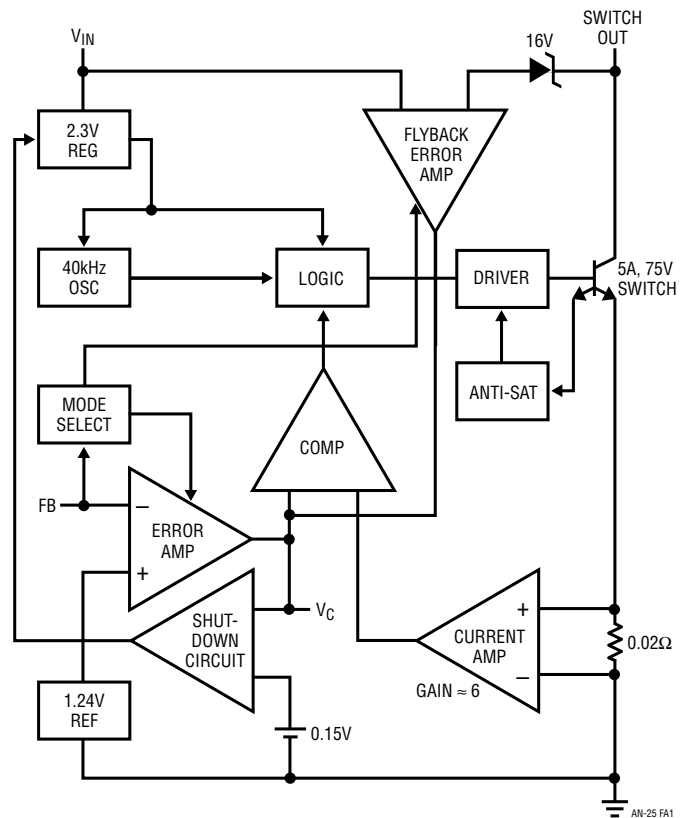 SWITCH
OUT
VIN
16V
2.3V
REG
FLYBACK
ERROR
AMP
40kHz
OSC
LOGIC
DRIVER
5A, 75V
SWITCH
MODE
SELECT
ANTI-SAT
COMP
FB
–
ERROR
AMP
+
SHUT-
DOWN
CIRCUIT
VC
+
CURRENT
AMP
–
0.02Ω
GAIN ≈ 6
1.24V
REF
0.15V
AN-25 FA1